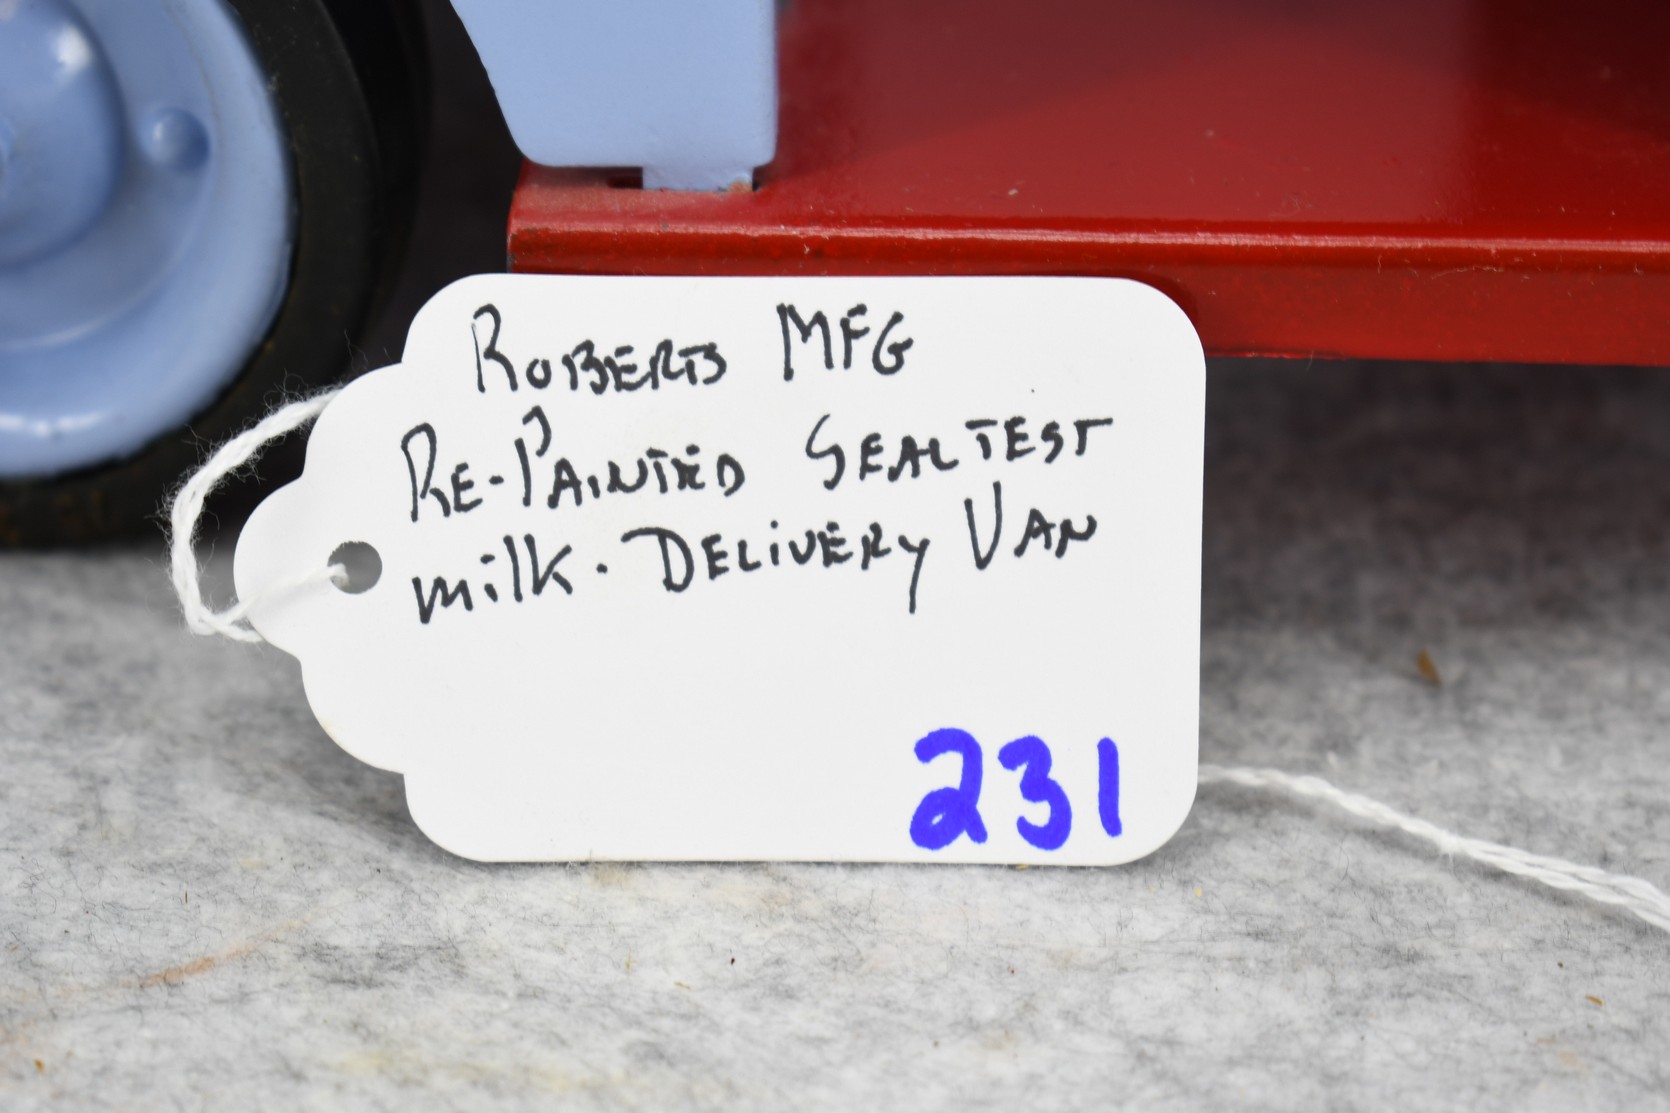 Roberts MFG
Re-Painted Sealtest
milk. Delivery Van
231